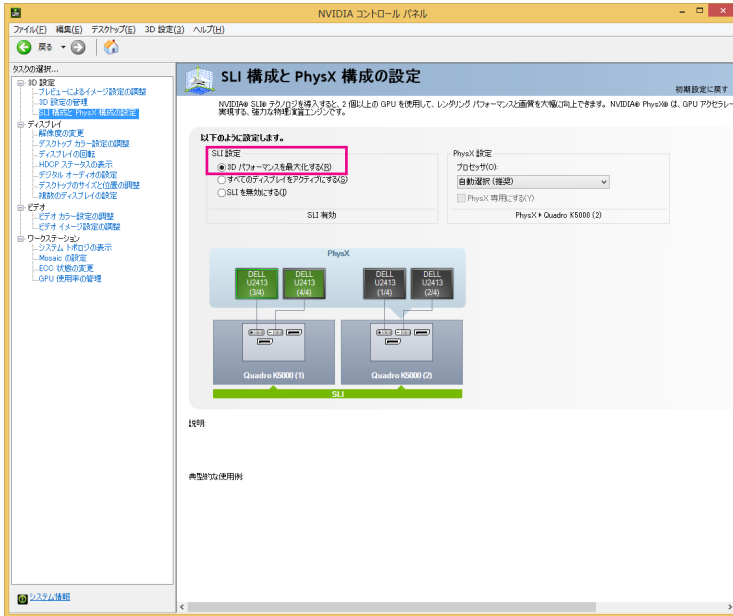 NVIDIA コントロール パネル
ファイル(F) 編集(E) デスクトップ(E) 3D 設定(3) ヘルプ(H)
戻る
タスクの選択...
3D 設定
プレビューによるイメージ設定の調整
3D 設定の管理
SLI 構成と PhysX 構成の設定
ディスプレイ
解像度の変更
デスクトップ カラー設定の調整
ディスプレイの回転
HDCP ステータスの表示
デジタル オーディオの設定
デスクトップのサイズと位置の調整
複数のディスプレイの設定
ビデオ
ビデオ カラー設定の調整
ビデオ イメージ設定の調整
ワークステーション
システム トポロジの表示
Mosaic の設定
ECC 状態の変更
GPU 使用率の管理
システム情報
SLI 構成と PhysX 構成の設定
初期設定に戻す
NVIDIA® SLI® テクノロジを導入すると、2 個以上の GPU を使用して、レンダリング パフォーマンスと画質を大幅に向上できます。NVIDIA® PhysX® は、GPU アクセラレー
実現する、強力な物理演算エンジンです。
以下のように設定します。
SLI 設定
3D パフォーマンスを最大化する(P)
すべてのディスプレイをアクティブにする(S)
SLI を無効にする(I)
SLI 有効
PhysX 設定
プロセッサ(O):
自動選択 (推奨)
PhysX 専用にする(Y)
PhysX ▸ Quadro K5000 (2)
PhysX
DELL U2413 (3/4)
DELL U2413 (4/4)
DELL U2413 (1/4)
DELL U2413 (2/4)
Quadro K5000 (1)
Quadro K5000 (2)
SLI
説明:
典型的な使用例: